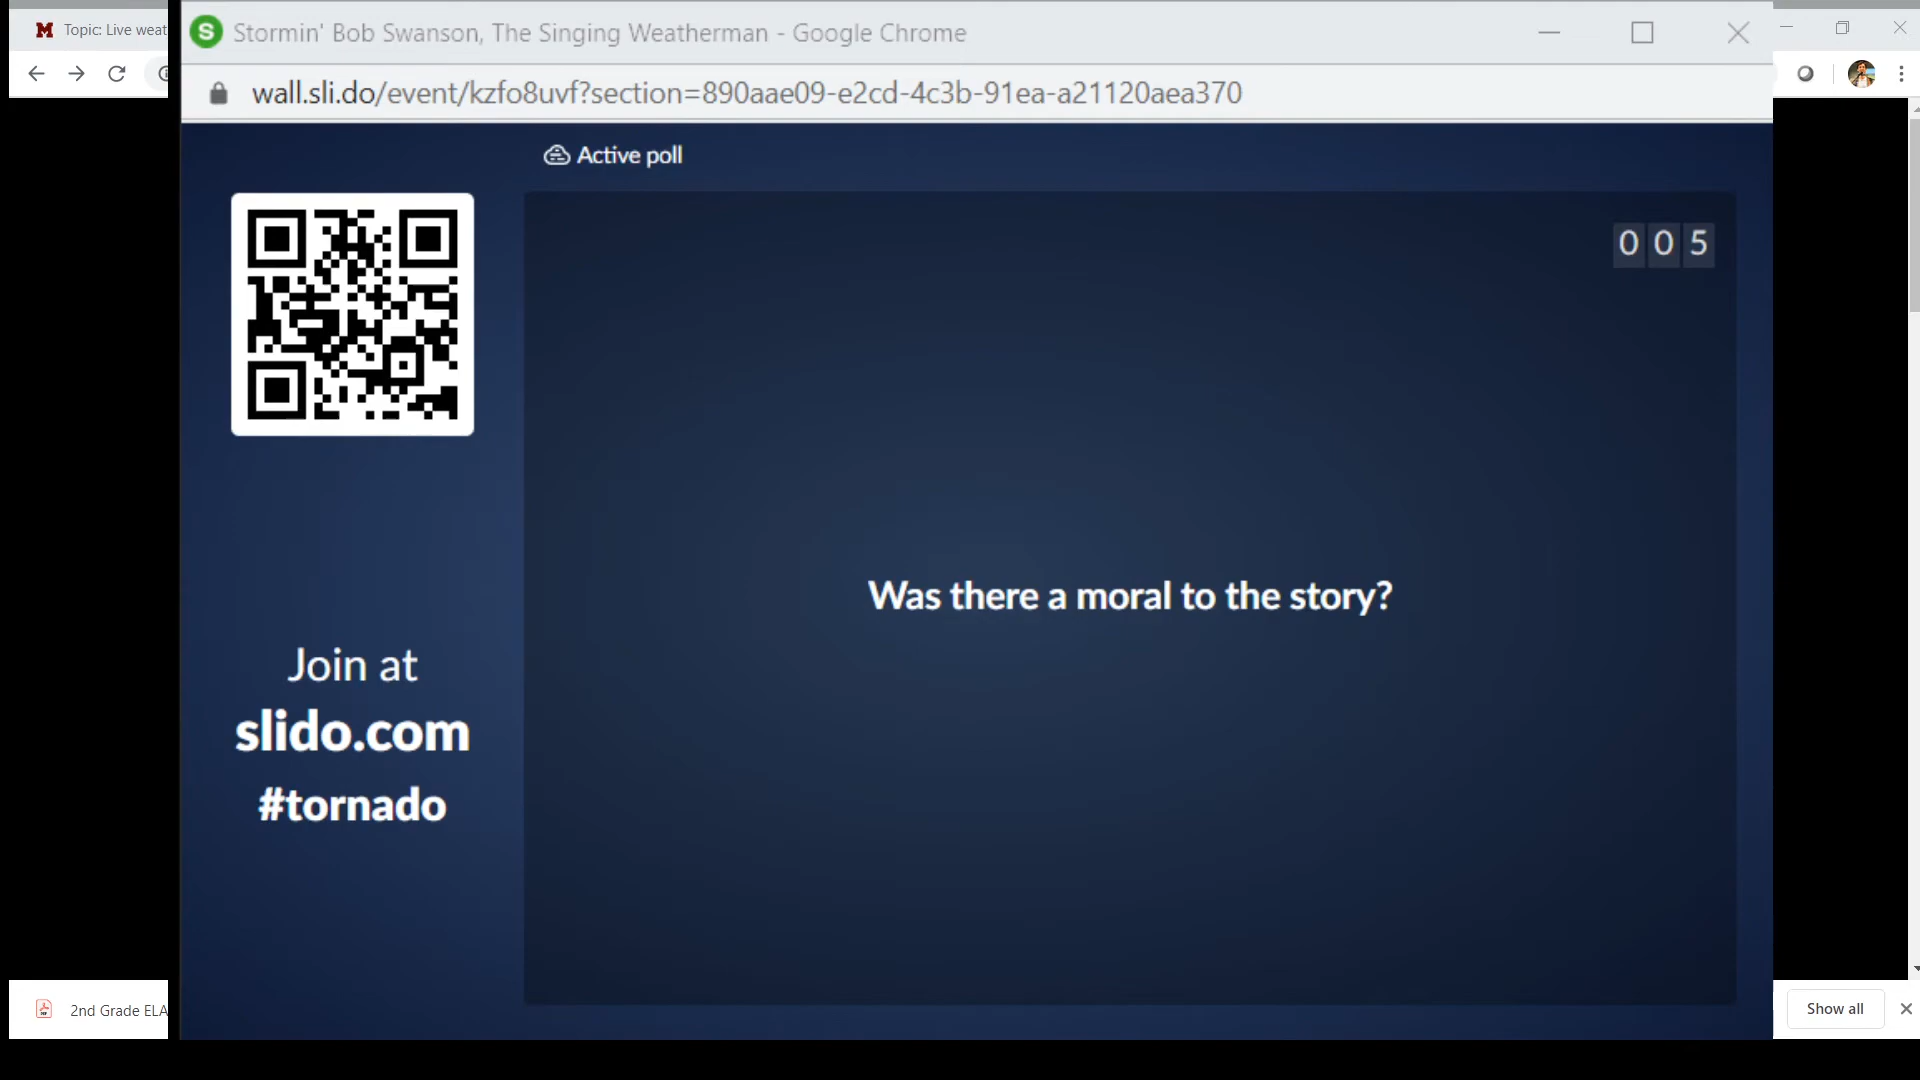 Topic: Live weat
Stormin' Bob Swanson, The Singing Weatherman - Google Chrome
wall.sli.do/event/kzfo8uvf?section=890aae09-e2cd-4c3b-91ea-a21120aea370
Active poll
0 0 5
Was there a moral to the story?
Join at
slido.com
#tornado
2nd Grade ELA
Show all